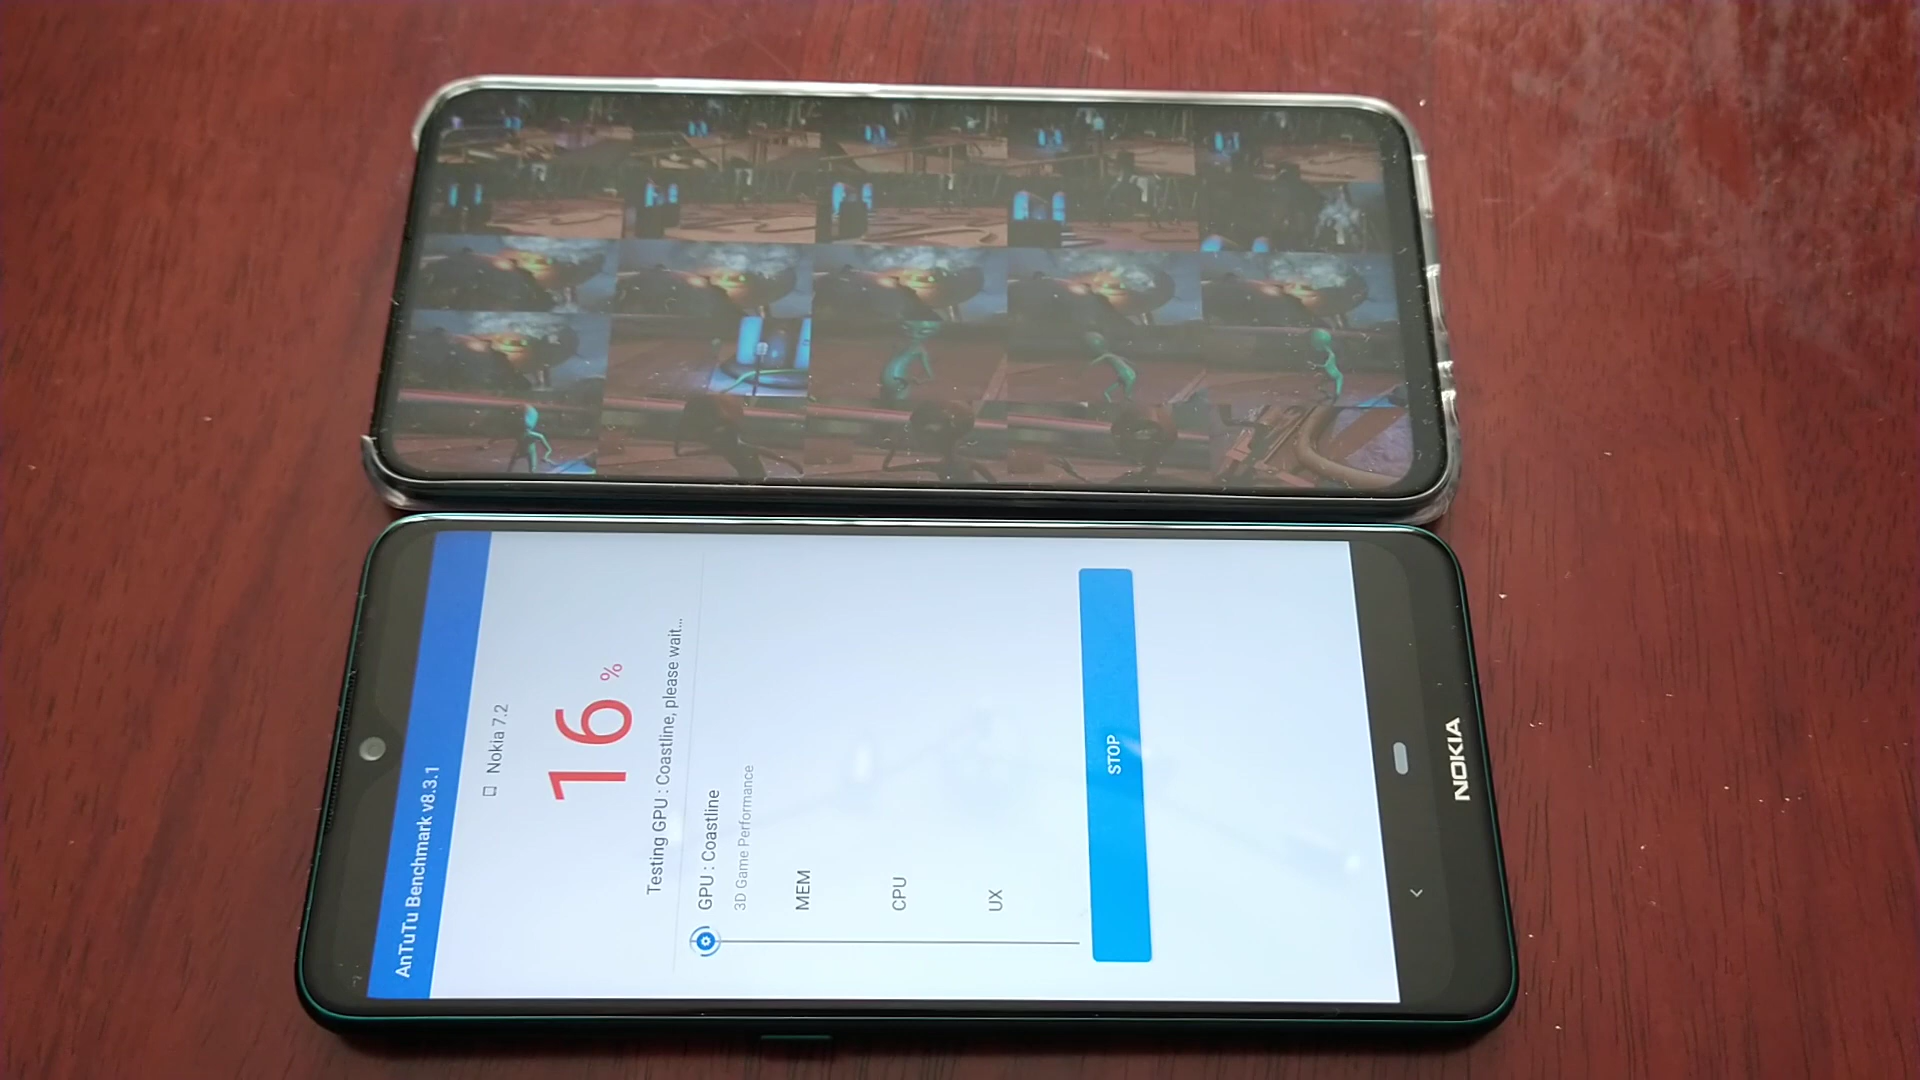 AnTuTu Benchmark v8.3.1
Nokia 7.2
16 %
Testing GPU : Coastline, please wait...
GPU : Coastline
3D Game Performance
MEM
CPU
UX
STOP
NOKIA